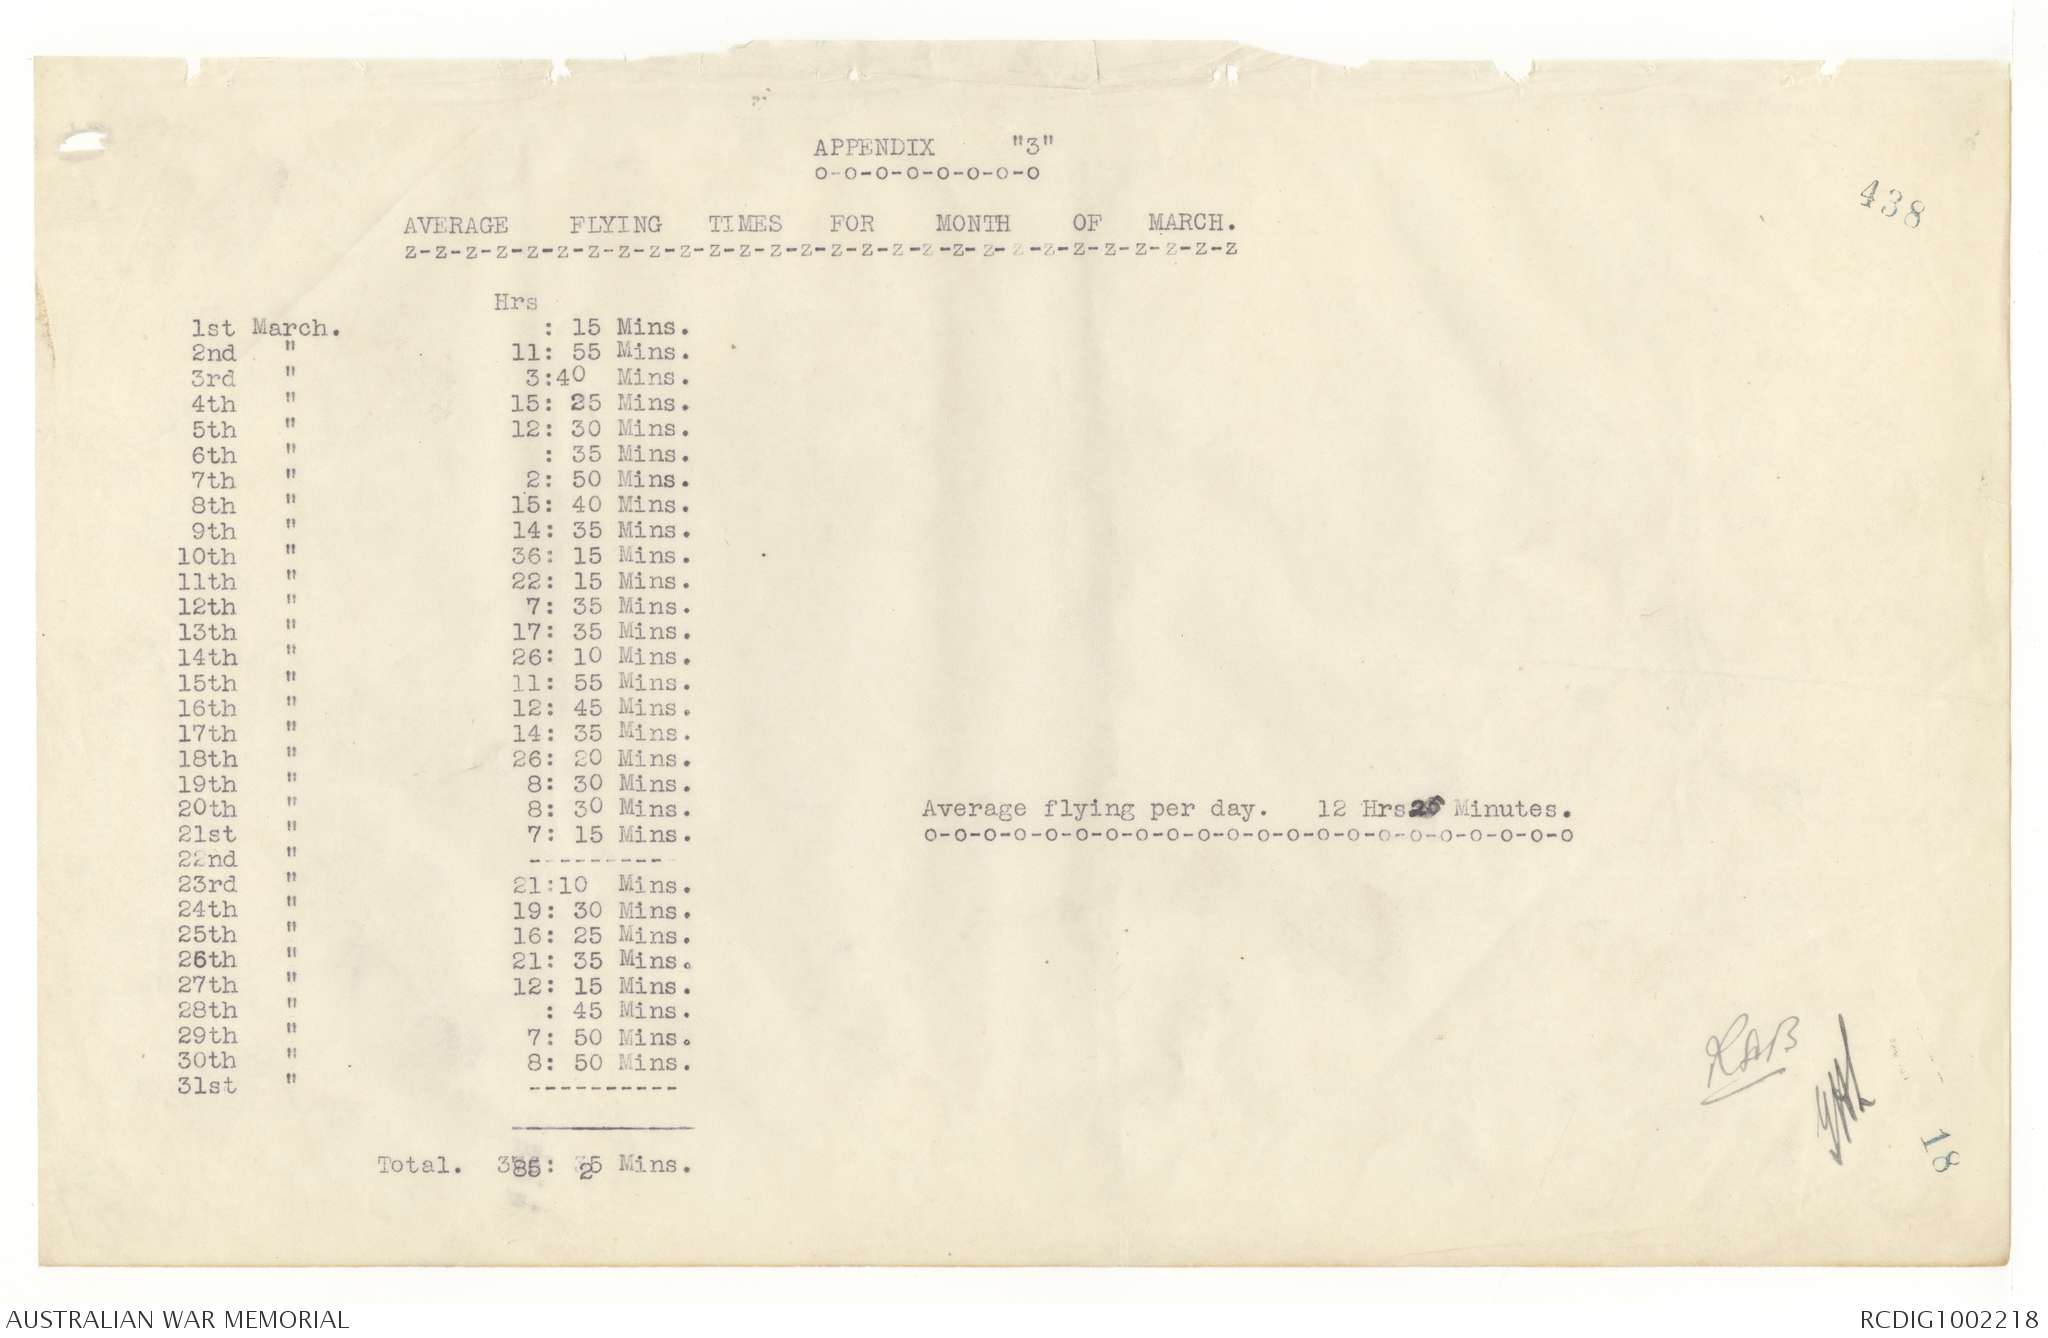 APPENDIX "3"
o-o-o-o-o-o-o-o
438
AVERAGE FLYING TIMES FOR MONTH OF MARCH.
z-z-z-z-z-z-z-z-z-z-z-z-z-z-z-z-z-z-z-z-z-z-z-z-z-z-z-z
Hrs
1st March. : 15 Mins.
2nd " 11: 55 Mins.
3rd " 3:40 Mins.
4th " 15: 25 Mins.
5th " 12: 30 Mins.
6th " : 35 Mins.
7th " 2: 50 Mins.
8th " 15: 40 Mins.
9th " 14: 35 Mins.
10th " 36: 15 Mins.
11th " 22: 15 Mins.
12th " 7: 35 Mins.
13th " 17: 35 Mins.
14th " 26: 10 Mins.
15th " 11: 55 Mins.
16th " 12: 45 Mins.
17th " 14: 35 Mins.
18th " 26: 20 Mins.
19th " 8: 30 Mins.
20th " 8: 30 Mins. Average flying per day. 12 Hrs 25 Minutes.
21st " 7: 15 Mins. o-o-o-o-o-o-o-o-o-o-o-o-o-o-o-o-o-o-o-o-o-o
22nd " ----------
23rd " 21:10 Mins.
24th " 19: 30 Mins.
25th " 16: 25 Mins.
26th " 21: 35 Mins.
27th " 12: 15 Mins.
28th " : 45 Mins.
29th " 7: 50 Mins.
30th " 8: 50 Mins.
31st " ----------
RAB
18
Total. 385: 25 Mins.
AUSTRALIAN WAR MEMORIAL
RCDIG1002218